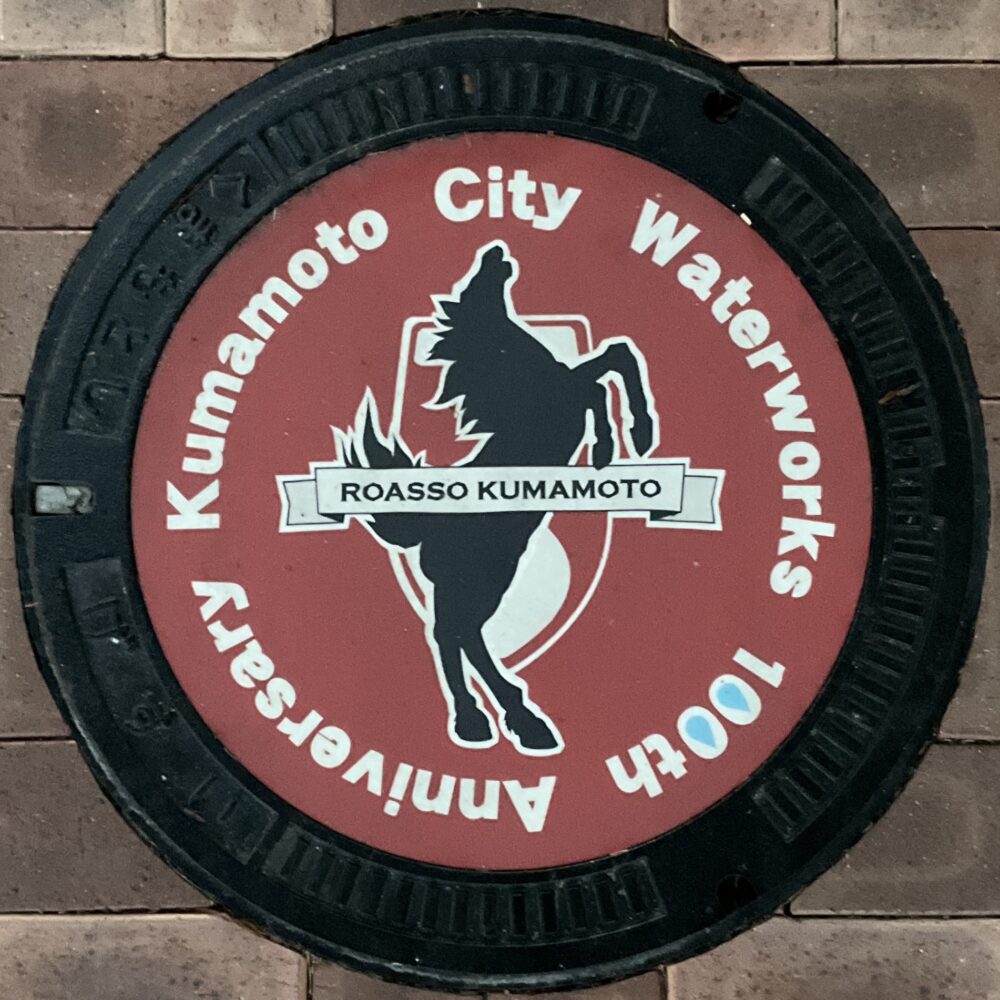 Kumamoto City Waterworks 100th Anniversary
ROASSO KUMAMOTO